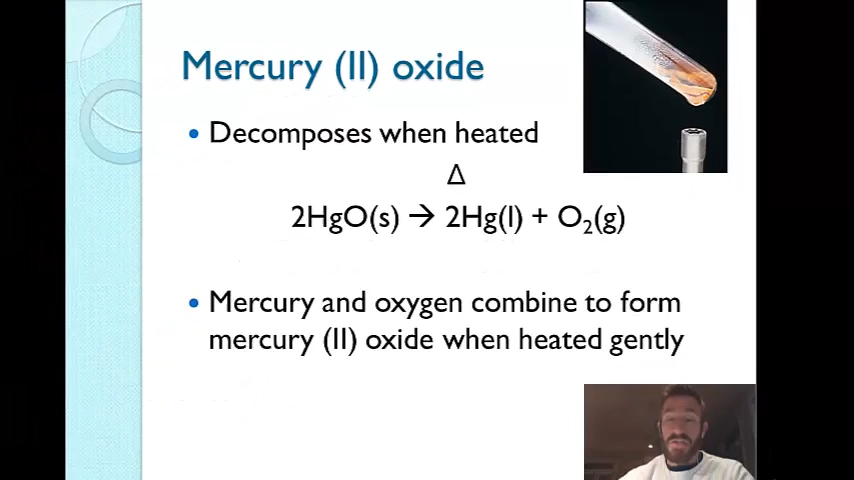 Mercury (II) oxide
• Decomposes when heated
Δ
2HgO(s) → 2Hg(l) + O₂(g)
• Mercury and oxygen combine to form
mercury (II) oxide when heated gently